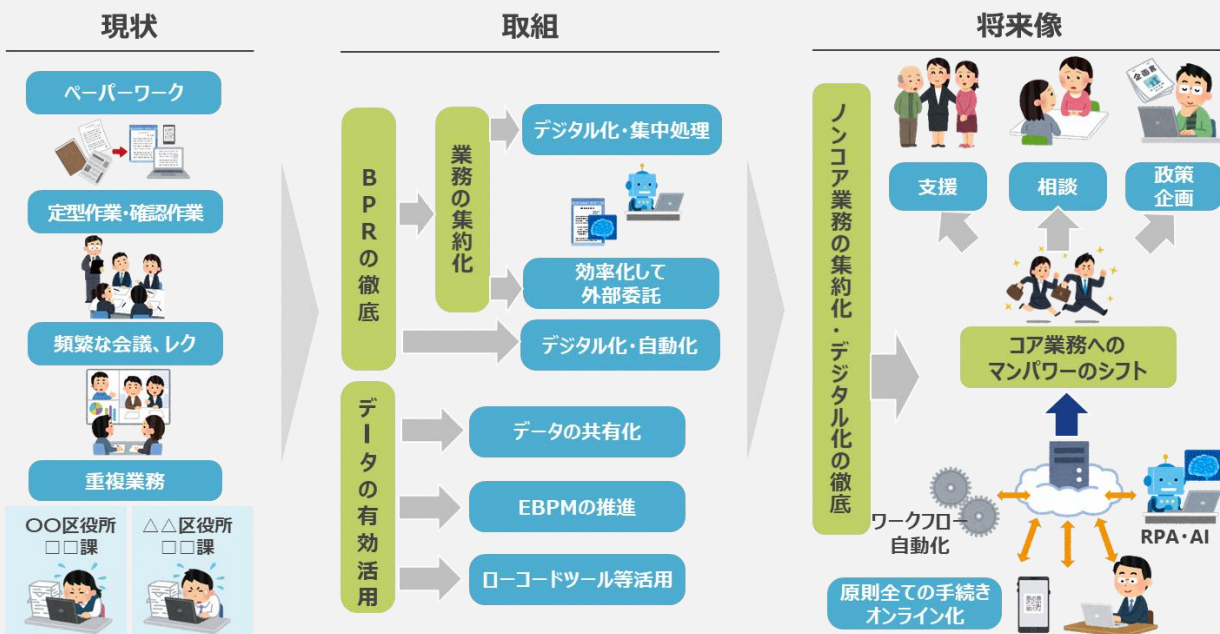 現状
ペーパーワーク
定型作業・確認作業
頻繁な会議、レク
重複業務
〇〇区役所
□□課
△△区役所
□□課
取組
BPRの徹底
業務の集約化
デジタル化・集中処理
効率化して
外部委託
デジタル化・自動化
データの有効活用
データの共有化
EBPMの推進
ローコードツール等活用
将来像
ノンコア業務の集約化・デジタル化の徹底
企画書
支援
相談
政策
企画
コア業務への
マンパワーのシフト
ワークフロー
自動化
RPA・AI
原則全ての手続き
オンライン化